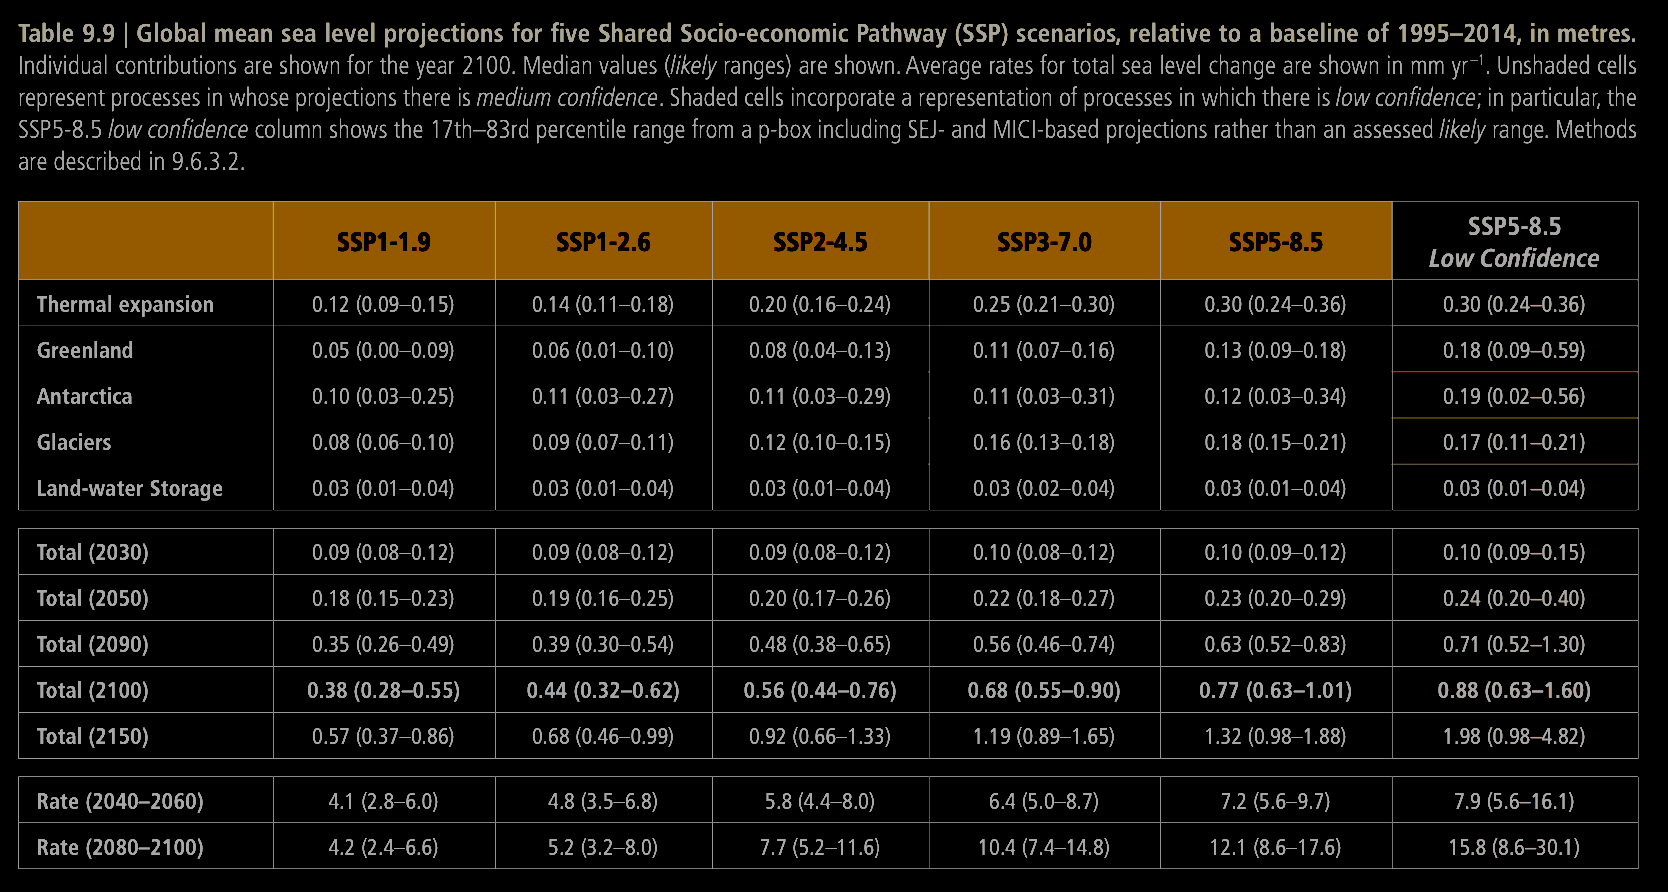 Table 9.9 | Global mean sea level projections for five Shared Socio-economic Pathway (SSP) scenarios, relative to a baseline of 1995–2014, in metres.
Individual contributions are shown for the year 2100. Median values (likely ranges) are shown. Average rates for total sea level change are shown in mm yr⁻¹. Unshaded cells
represent processes in whose projections there is medium confidence. Shaded cells incorporate a representation of processes in which there is low confidence; in particular, the
SSP5-8.5 low confidence column shows the 17th–83rd percentile range from a p-box including SEJ- and MICI-based projections rather than an assessed likely range. Methods
are described in 9.6.3.2.
SSP1-1.9 SSP1-2.6 SSP2-4.5 SSP3-7.0 SSP5-8.5 SSP5-8.5
Low Confidence
Thermal expansion 0.12 (0.09–0.15) 0.14 (0.11–0.18) 0.20 (0.16–0.24) 0.25 (0.21–0.30) 0.30 (0.24–0.36) 0.30 (0.24–0.36)
Greenland 0.05 (0.00–0.09) 0.06 (0.01–0.10) 0.08 (0.04–0.13) 0.11 (0.07–0.16) 0.13 (0.09–0.18) 0.18 (0.09–0.59)
Antarctica 0.10 (0.03–0.25) 0.11 (0.03–0.27) 0.11 (0.03–0.29) 0.11 (0.03–0.31) 0.12 (0.03–0.34) 0.19 (0.02–0.56)
Glaciers 0.08 (0.06–0.10) 0.09 (0.07–0.11) 0.12 (0.10–0.15) 0.16 (0.13–0.18) 0.18 (0.15–0.21) 0.17 (0.11–0.21)
Land-water Storage 0.03 (0.01–0.04) 0.03 (0.01–0.04) 0.03 (0.01–0.04) 0.03 (0.02–0.04) 0.03 (0.01–0.04) 0.03 (0.01–0.04)
Total (2030) 0.09 (0.08–0.12) 0.09 (0.08–0.12) 0.09 (0.08–0.12) 0.10 (0.08–0.12) 0.10 (0.09–0.12) 0.10 (0.09–0.15)
Total (2050) 0.18 (0.15–0.23) 0.19 (0.16–0.25) 0.20 (0.17–0.26) 0.22 (0.18–0.27) 0.23 (0.20–0.29) 0.24 (0.20–0.40)
Total (2090) 0.35 (0.26–0.49) 0.39 (0.30–0.54) 0.48 (0.38–0.65) 0.56 (0.46–0.74) 0.63 (0.52–0.83) 0.71 (0.52–1.30)
Total (2100) 0.38 (0.28–0.55) 0.44 (0.32–0.62) 0.56 (0.44–0.76) 0.68 (0.55–0.90) 0.77 (0.63–1.01) 0.88 (0.63–1.60)
Total (2150) 0.57 (0.37–0.86) 0.68 (0.46–0.99) 0.92 (0.66–1.33) 1.19 (0.89–1.65) 1.32 (0.98–1.88) 1.98 (0.98–4.82)
Rate (2040–2060) 4.1 (2.8–6.0) 4.8 (3.5–6.8) 5.8 (4.4–8.0) 6.4 (5.0–8.7) 7.2 (5.6–9.7) 7.9 (5.6–16.1)
Rate (2080–2100) 4.2 (2.4–6.6) 5.2 (3.2–8.0) 7.7 (5.2–11.6) 10.4 (7.4–14.8) 12.1 (8.6–17.6) 15.8 (8.6–30.1)